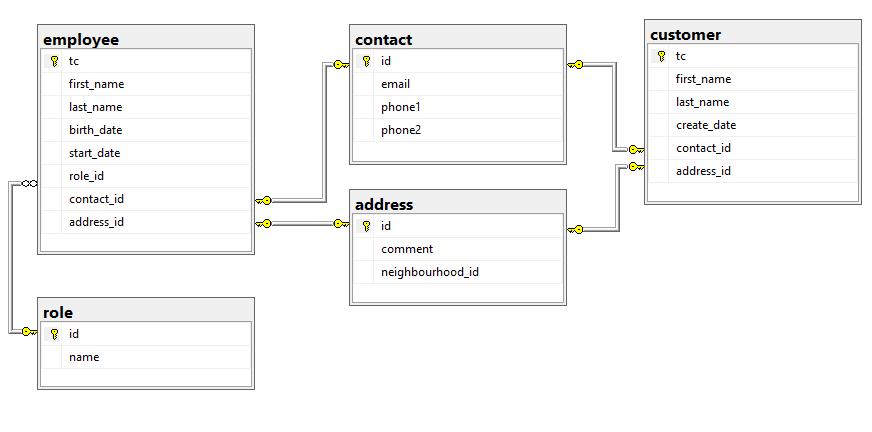 employee
tc
first_name
last_name
birth_date
start_date
role_id
contact_id
address_id
role
id
name
contact
id
email
phone1
phone2
address
id
comment
neighbourhood_id
customer
tc
first_name
last_name
create_date
contact_id
address_id